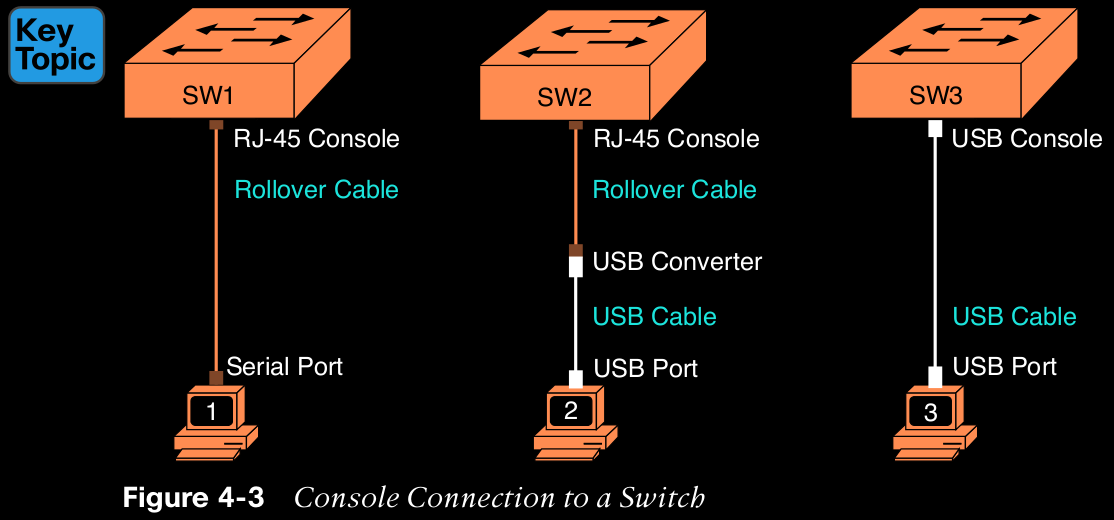 Key
Topic
SW1
SW2
SW3
RJ-45 Console
RJ-45 Console
USB Console
Rollover Cable
Rollover Cable
USB Converter
USB Cable
USB Cable
Serial Port
USB Port
USB Port
1
2
3
Figure 4-3 Console Connection to a Switch